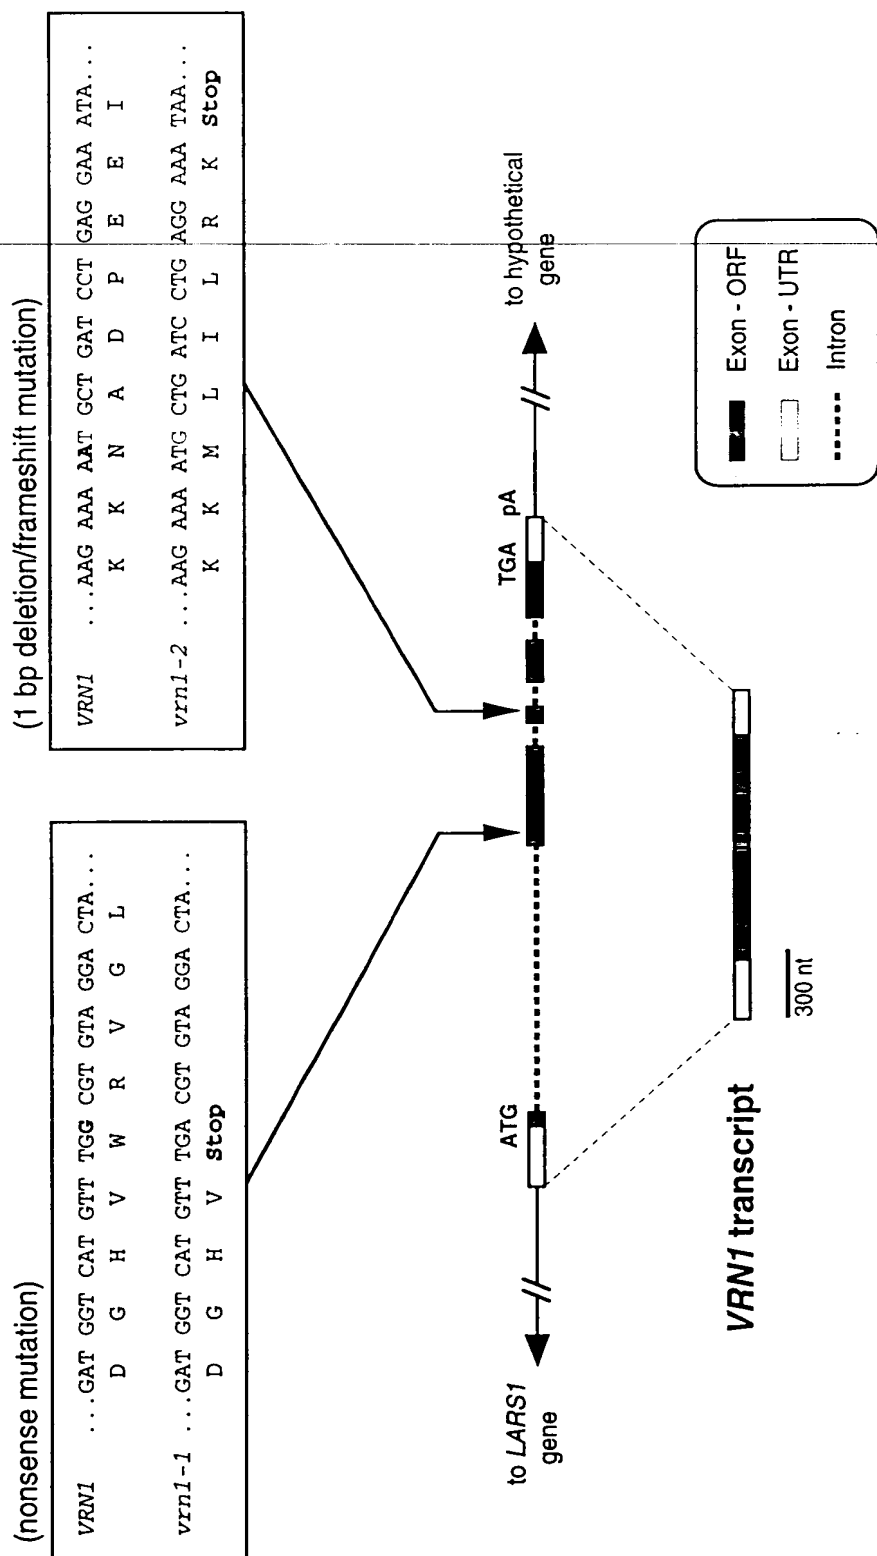 (nonsense mutation)
VRN1 ...GAT GGT CAT GTT TGG CGT GTA GGA CTA...
D G H V W R V G L
vrn1-1 ...GAT GGT CAT GTT TGA CGT GTA GGA CTA...
D G H V Stop
(1 bp deletion/frameshift mutation)
VRN1 ...AAG AAA AAT GCT GAT CCT GAG GAA ATA...
K K N A D P E E I
vrn1-2 ...AAG AAA ATG CTG ATC CTG AGG AAA TAA...
K K M L I L R K Stop
to LARS1
gene
ATG
TGA pA
to hypothetical
gene
VRN1 transcript
300 nt
Exon - ORF
Exon - UTR
Intron